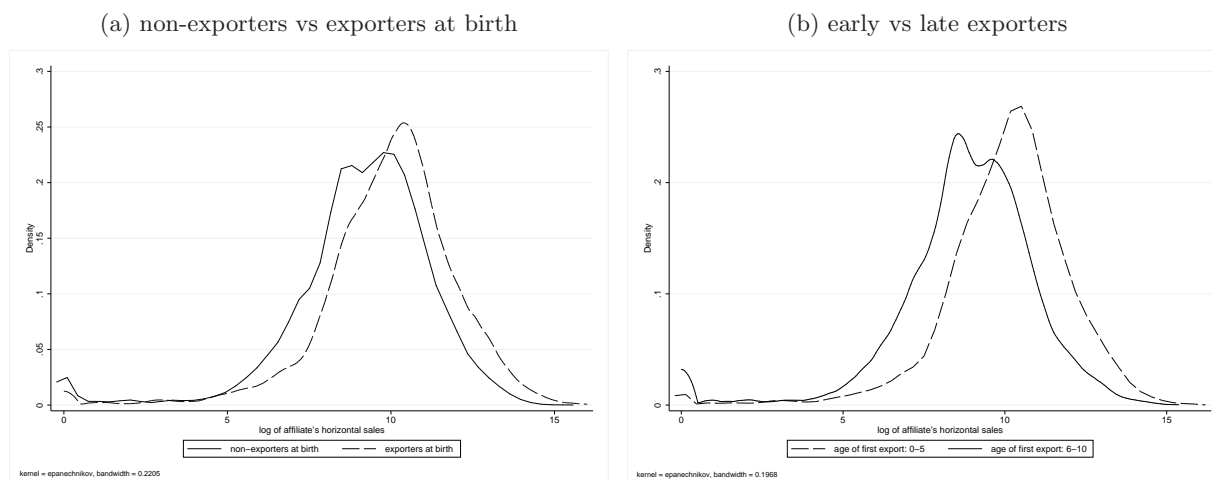 (a) non-exporters vs exporters at birth
.3
.25
.2
.15
.1
.05
0
Density
0 5 10 15
log of affiliate's horizontal sales
non−exporters at birth exporters at birth
kernel = epanechnikov, bandwidth = 0.2205
(b) early vs late exporters
.3
.2
.1
0
Density
0 5 10 15
log of affiliate's horizontal sales
age of first export: 0−5 age of first export: 6−10
kernel = epanechnikov, bandwidth = 0.1968